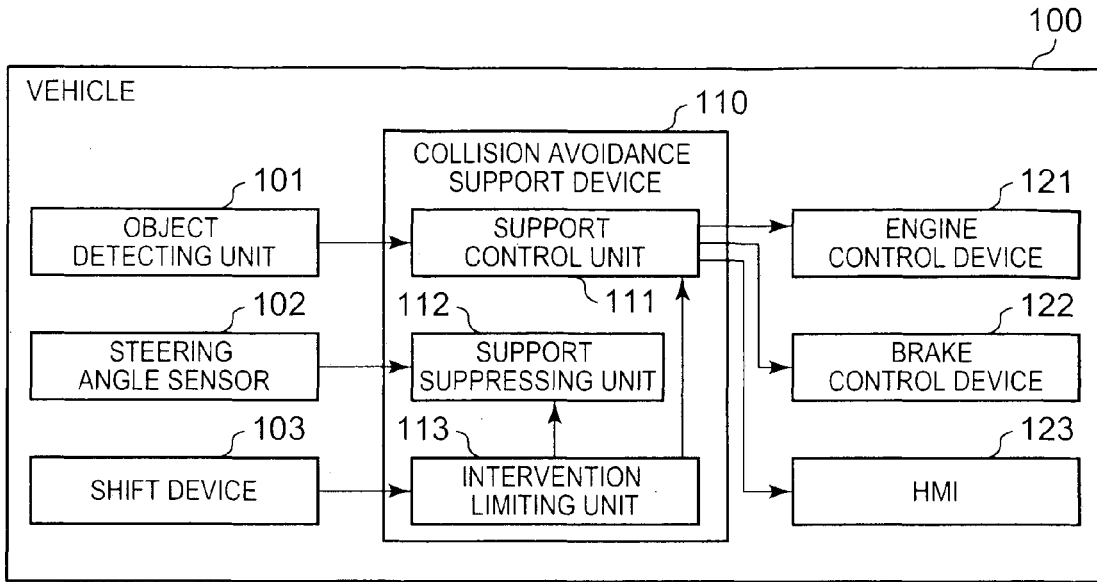 100
VEHICLE
110
COLLISION AVOIDANCE
SUPPORT DEVICE
101
OBJECT
DETECTING UNIT
SUPPORT
CONTROL UNIT
111
121
ENGINE
CONTROL DEVICE
102
STEERING
ANGLE SENSOR
112
SUPPORT
SUPPRESSING UNIT
122
BRAKE
CONTROL DEVICE
103
SHIFT DEVICE
113
INTERVENTION
LIMITING UNIT
123
HMI